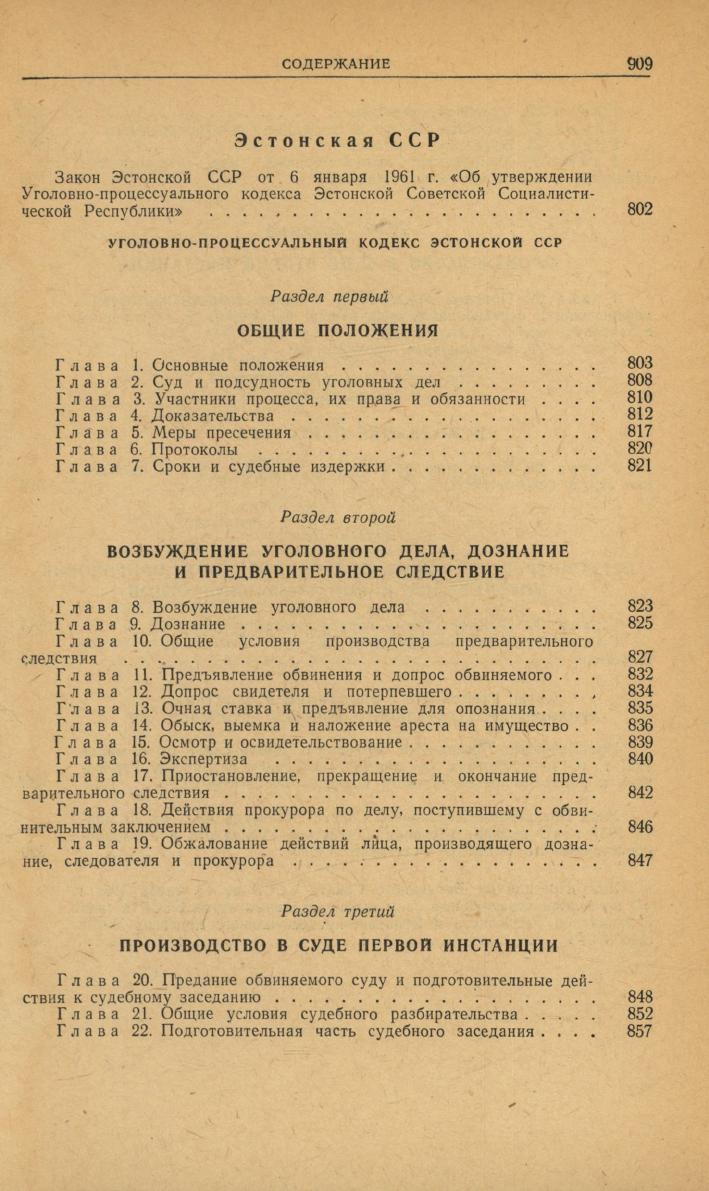 СОДЕРЖАНИЕ 909
Эстонская ССР
Закон Эстонской ССР от 6 января 1961 г. «Об утверждении
Уголовно-процессуального кодекса Эстонской Советской Социалисти-
ческой Республики» . . . . . . . . . . . . . . . . . . . . . . . 802
УГОЛОВНО-ПРОЦЕССУАЛЬНЫЙ КОДЕКС ЭСТОНСКОЙ ССР
Раздел первый
ОБЩИЕ ПОЛОЖЕНИЯ
Глава 1. Основные положения . . . . . . . . . . . . . . . 803
Глава 2. Суд и подсудность уголовных дел . . . . . . . . . 808
Глава 3. Участники процесса, их права и обязанности . . . . 810
Глава 4. Доказательства . . . . . . . . . . . . . . . . . . 812
Глава 5. Меры пресечения . . . . . . . . . . . . . . . . . 817
Глава 6. Протоколы . . . . . . . . . . . . . . . . . . . . 820
Глава 7. Сроки и судебные издержки . . . . . . . . . . . . 821
Раздел второй
ВОЗБУЖДЕНИЕ УГОЛОВНОГО ДЕЛА, ДОЗНАНИЕ
И ПРЕДВАРИТЕЛЬНОЕ СЛЕДСТВИЕ
Глава 8. Возбуждение уголовного дела . . . . . . . . . . . 823
Глава 9. Дознание . . . . . . . . . . . . . . . . . . . . . 825
Глава 10. Общие условия производства предварительного
следствия . . . . . . . . . . . . . . . . . . . . . . . . . . . 827
Глава 11. Предъявление обвинения и допрос обвиняемого . . . 832
Глава 12. Допрос свидетеля и потерпевшего . . . . . . . . . 834
Глава 13. Очная ставка и предъявление для опознания . . . . 835
Глава 14. Обыск, выемка и наложение ареста на имущество . . 836
Глава 15. Осмотр и освидетельствование . . . . . . . . . . . 839
Глава 16. Экспертиза . . . . . . . . . . . . . . . . . . . 840
Глава 17. Приостановление, прекращение и окончание пред-
варительного следствия . . . . . . . . . . . . . . . . . . . . . 842
Глава 18. Действия прокурора по делу, поступившему с обви-
нительным заключением . . . . . . . . . . . . . . . . . . . . . 846
Глава 19. Обжалование действий лица, производящего дозна-
ние, следователя и прокурора . . . . . . . . . . . . . . . . . . 847
Раздел третий
ПРОИЗВОДСТВО В СУДЕ ПЕРВОЙ ИНСТАНЦИИ
Глава 20. Предание обвиняемого суду и подготовительные дей-
ствия к судебному заседанию . . . . . . . . . . . . . . . . . . 848
Глава 21. Общие условия судебного разбирательства . . . . . 852
Глава 22. Подготовительная часть судебного заседания . . . . 857